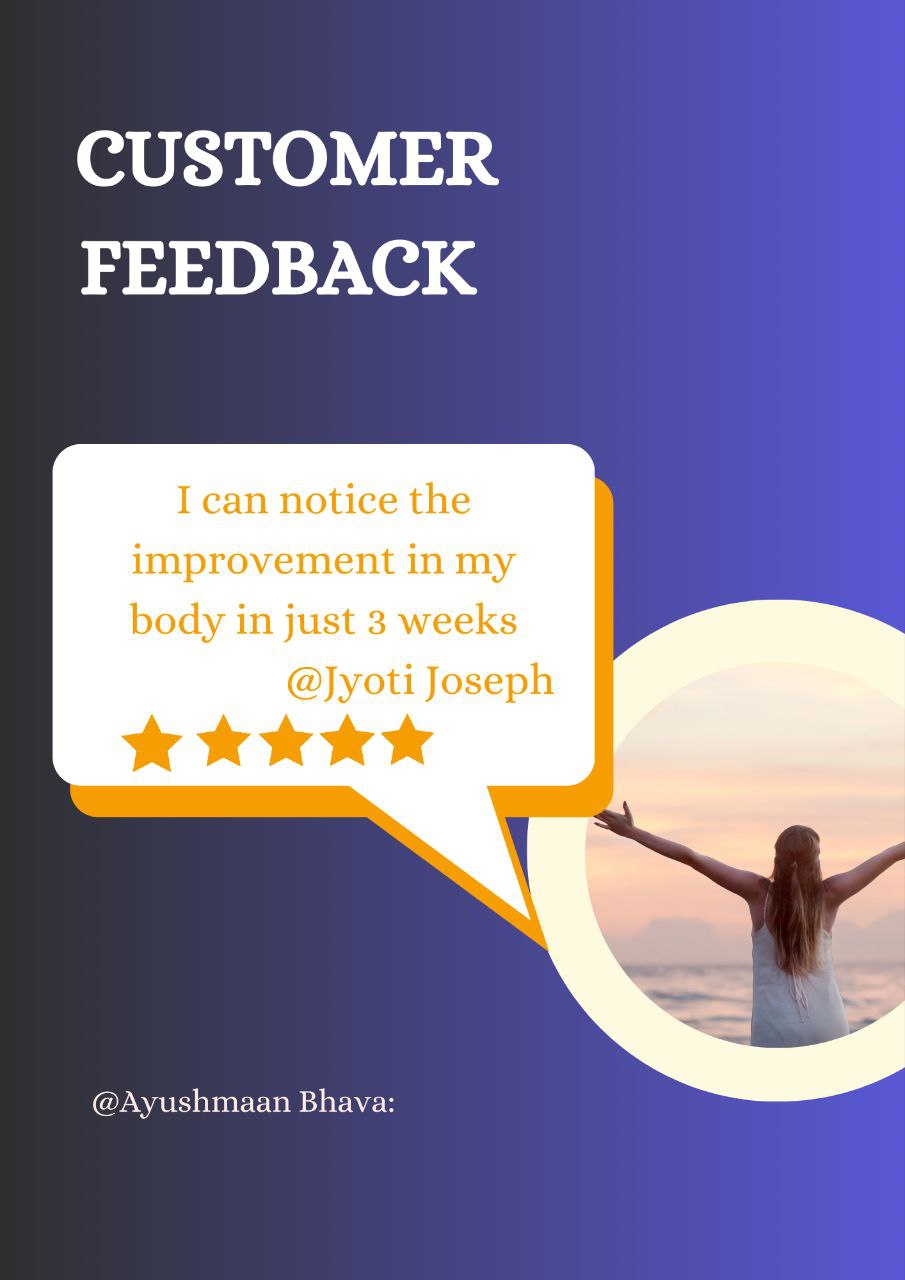 CUSTOMER
FEEDBACK
I can notice the
improvement in my
body in just 3 weeks
@Jyoti Joseph
@Ayushmaan Bhava: